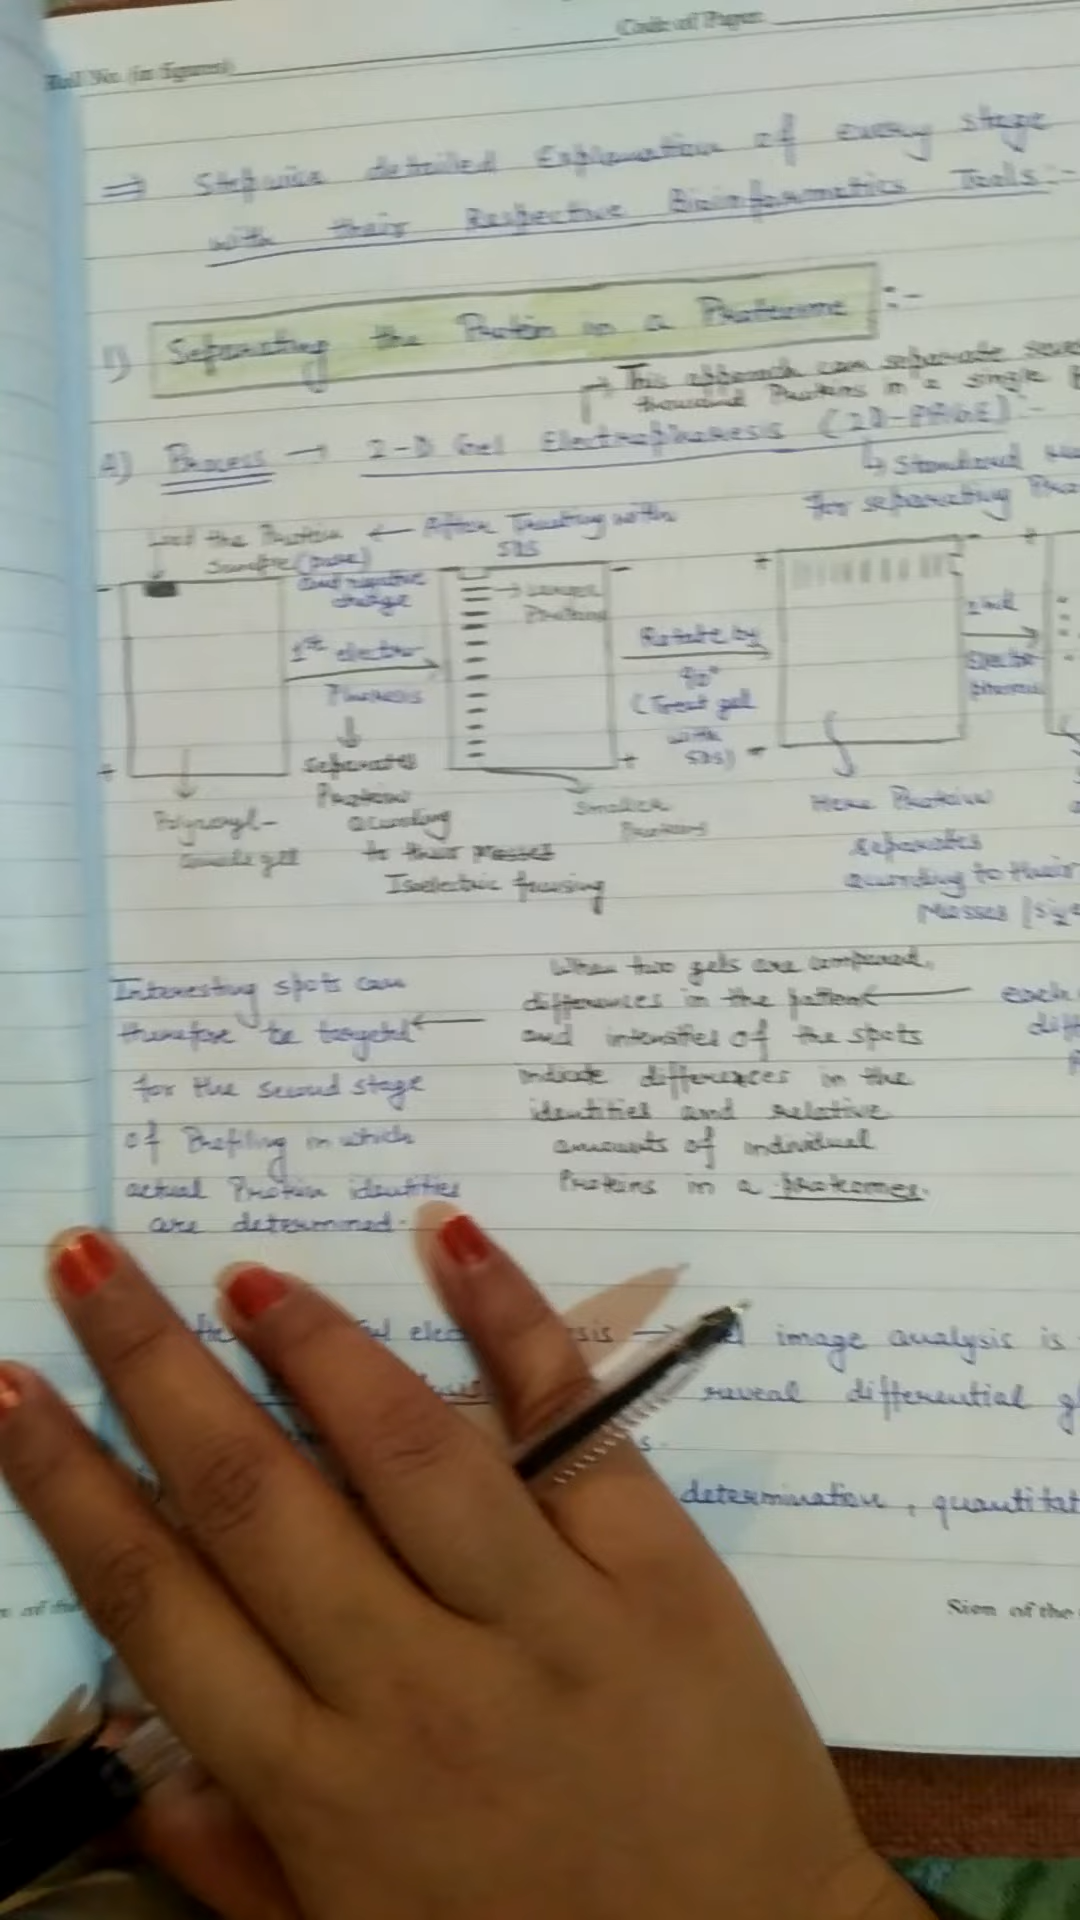 Roll No. (in figures)
Code of Paper
⇒ Stepwise detailed Explanation of every stage
with their Respective Bioinformatics Tools:-
1) Separating the Protein in a Proteome :-
→ This approach can separate
thousand Proteins in a single
A) Process → 2-D Gel Electrophoresis (2D-PAGE):-
↳ Standard
for separating
Load the Protein ← After Treating with
Sample (pure) SDS
and negative
charge
→ Larger
Proteins
1st electro-
Phoresis
Rotate by
90°
(Treat gel
with
SDS)
2nd
Electro-
phoresis
Separates
Proteins
according
to their Masses
Isoelectric focusing
Polyacryl-
amide gel
Smaller
Proteins
Here Proteins
separates
according to their
Masses / Size
Interesting spots can
therefore be targeted ←
for the second stage
of Profiling in which
actual Protein identities
are determined.
When two gels are compared,
differences in the pattern ←
and intensities of the spots
indicate differences in the
identities and relative
amounts of individual
Proteins in a proteomes.
each
image analysis is
reveal differential
determination,
Sign of the